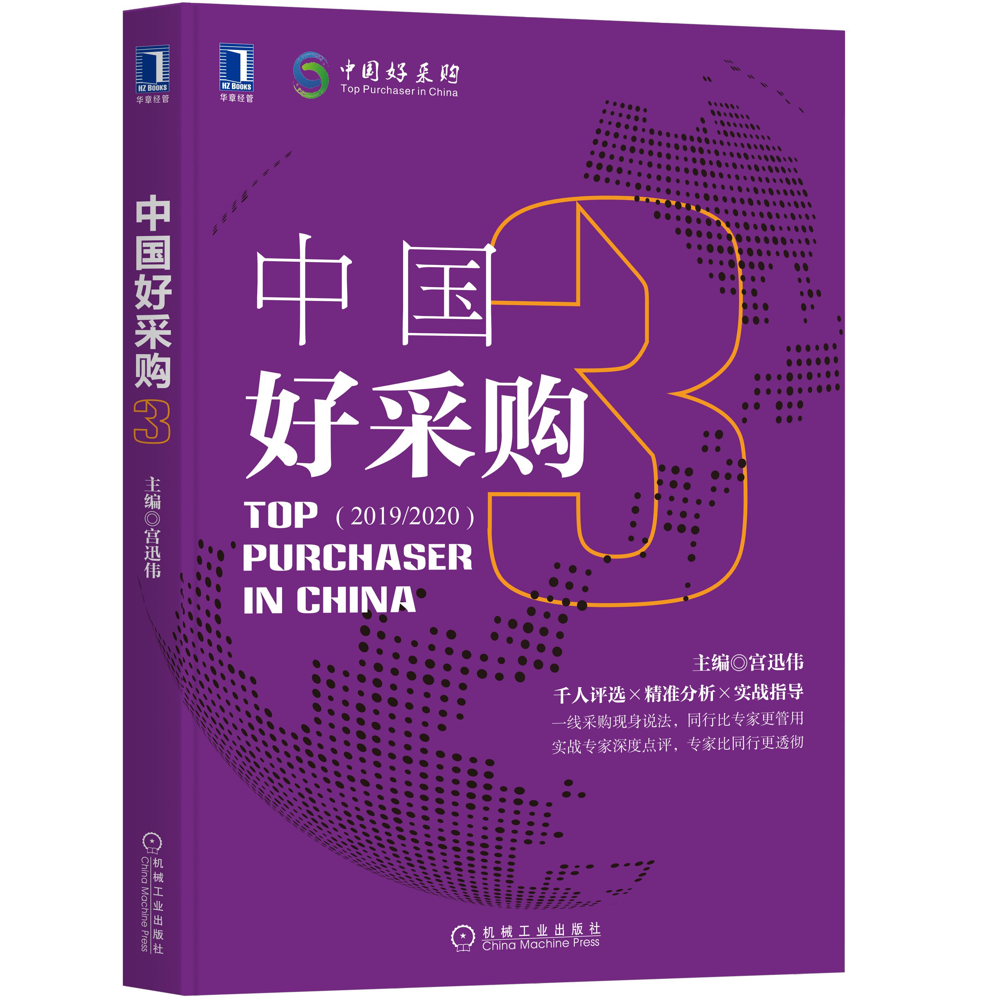 HZ BOOKS
华章经管
中国好采购
3
主编◎宫迅伟
机械工业出版社
China Machine Press
HZ BOOKS
华章经管
中国好采购
Top Purchaser in China
中国
好采购
3
TOP (2019/2020)
PURCHASER
IN CHINA
主编◎宫迅伟
千人评选×精准分析×实战指导
一线采购现身说法，同行比专家更管用
实战专家深度点评，专家比同行更透彻
机械工业出版社
China Machine Press